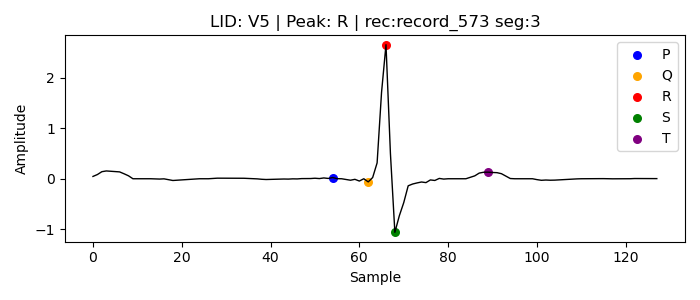 LID: V5 | Peak: R | rec:record_573 seg:3
Amplitude
2
1
0
−1
0
20
40
60
80
100
120
Sample
P
Q
R
S
T